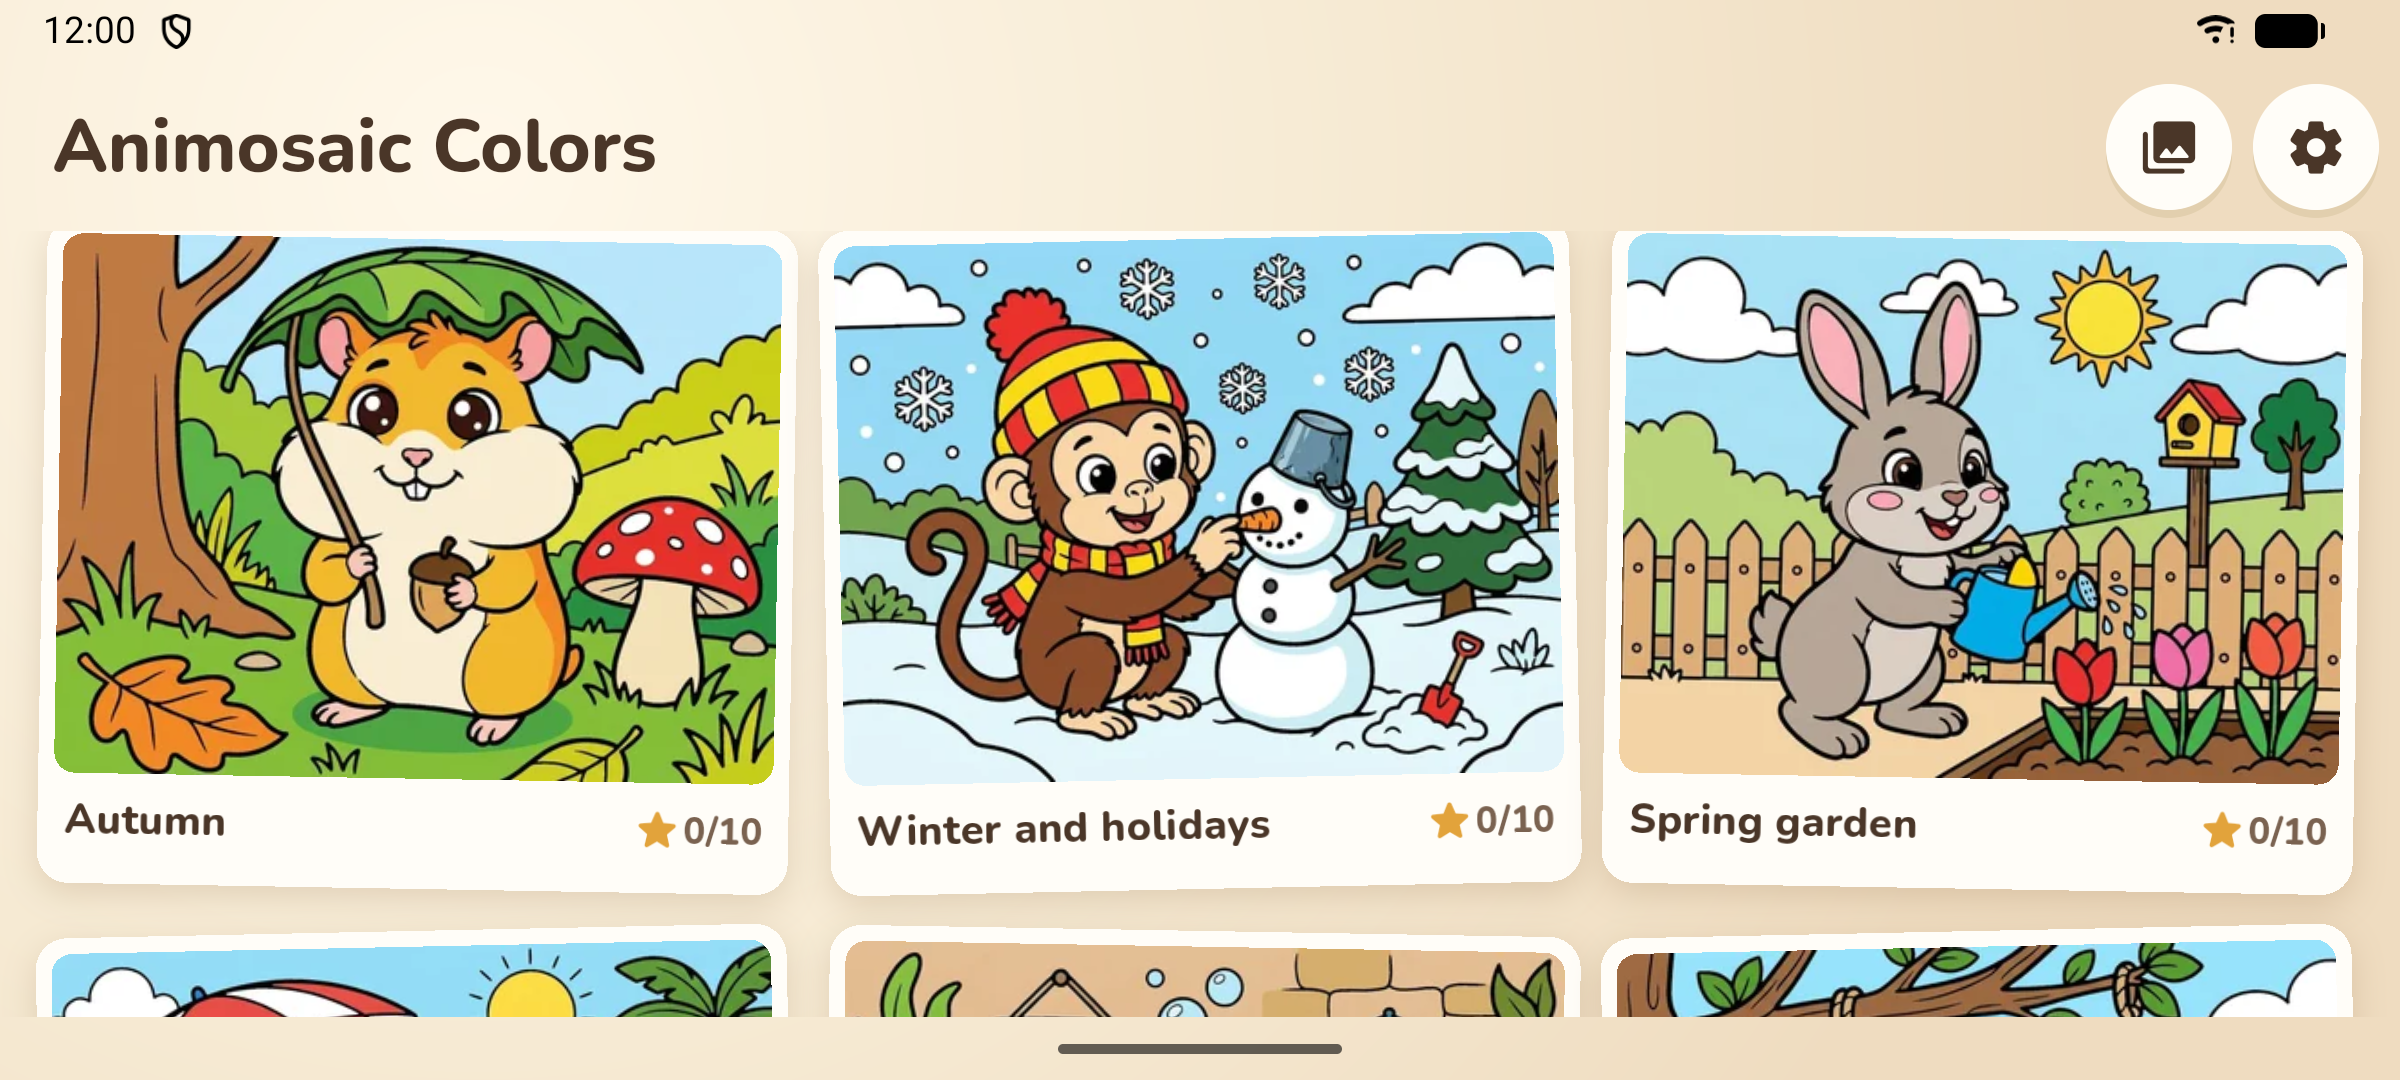 12:00
Animosaic Colors
Autumn
0/10
Winter and holidays
0/10
Spring garden
0/10